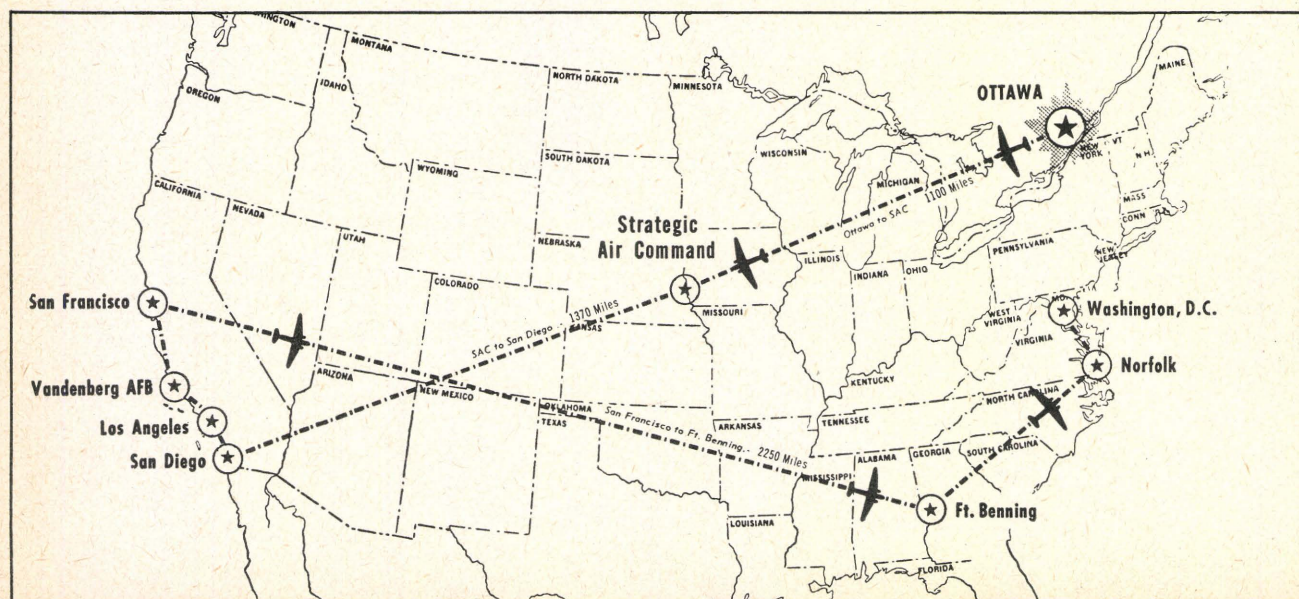 HINGTON
MONTANA
NORTH DAKOTA
MINNESOTA
MAINE
IDAHO
OREGON
OTTAWA
SOUTH DAKOTA
WISCONSIN
NEW
YORK
VT
N H
WYOMING
MICHIGAN
MASS
CONN
R.I.
CALIFORNIA
NEVADA
UTAH
Strategic
Air Command
Ottawa to SAC 1100 Miles
NEBRASKA
PENNSYLVANIA
NEW
JERSEY
ILLINOIS
INDIANA
OHIO
COLORADO
San Francisco
SAC to San Diego .. 1370 Miles
KANSAS
MISSOURI
WEST
VIRGINIA
MD
Washington, D.C.
VIRGINIA
Norfolk
Vandenberg AFB
ARIZONA
NEW MEXICO
KENTUCKY
NORTH CAROLINA
Los Angeles
OKLAHOMA
TEXAS
San Francisco to Ft. Benning.. 2250 Miles
ARKANSAS
TENNESSEE
San Diego
MISSISSIPPI
ALABAMA
GEORGIA
SOUTH CAROLINA
Ft. Benning
LOUISIANA
FLORIDA